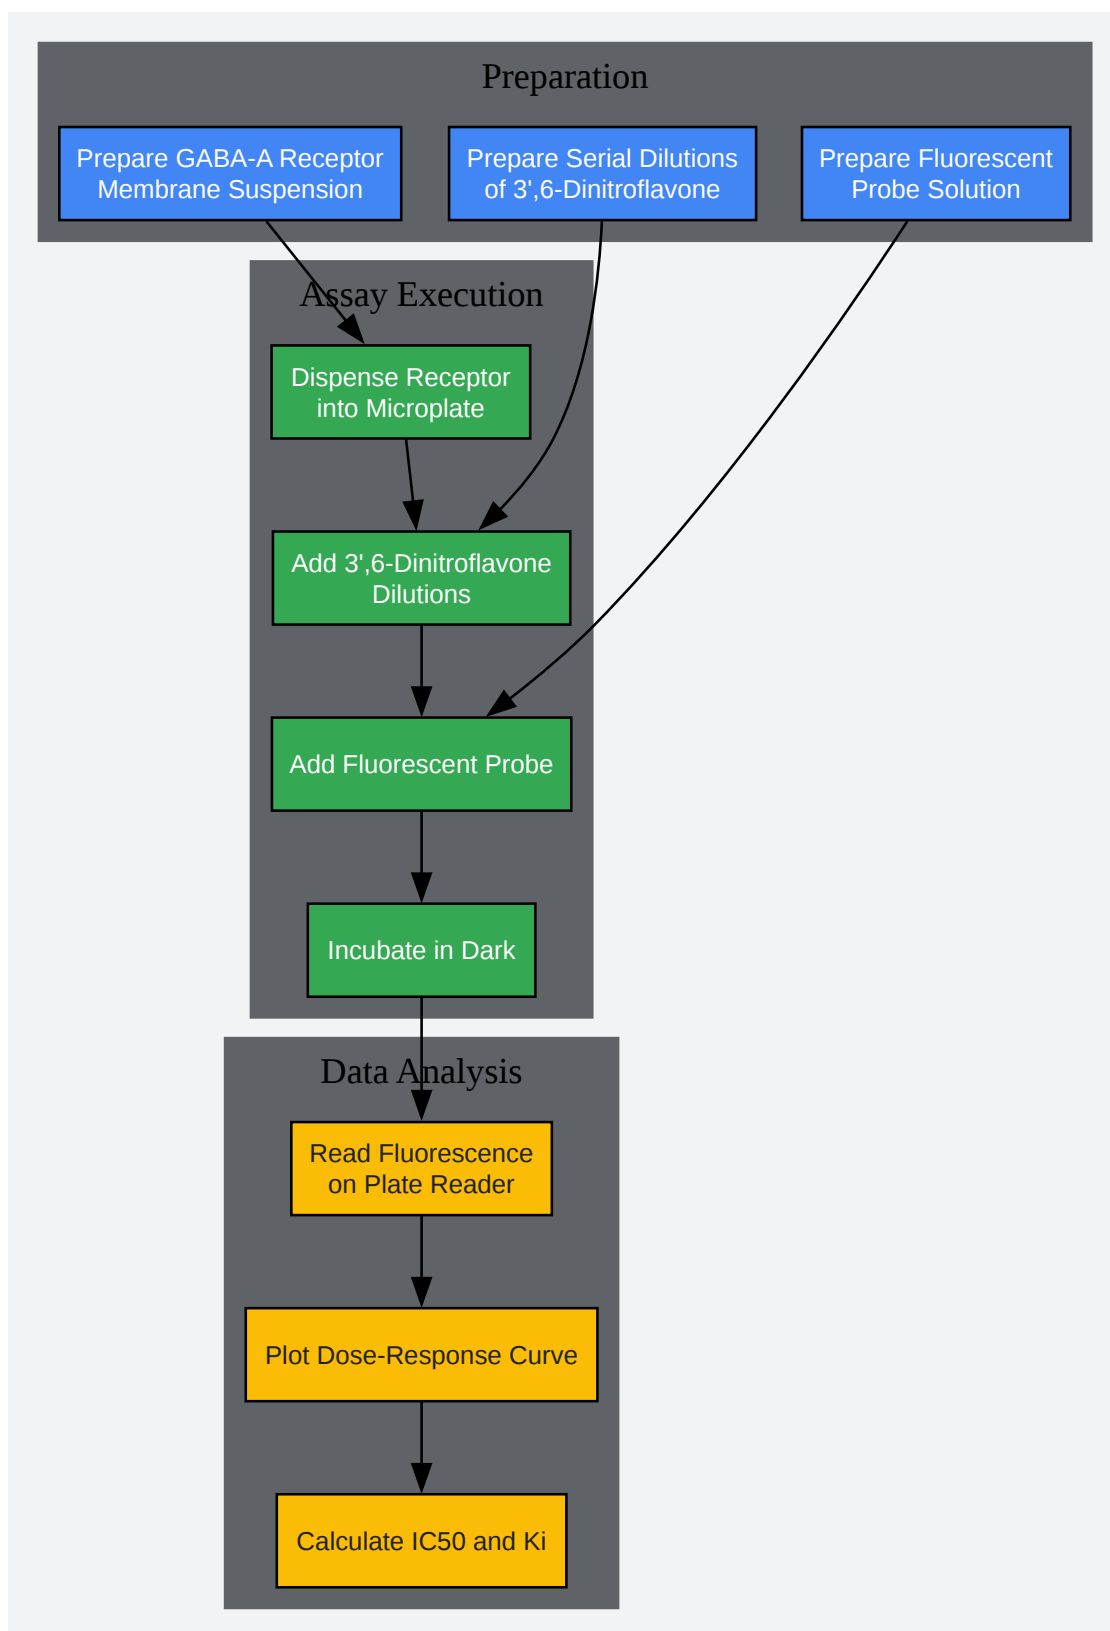 Preparation
Prepare GABA-A Receptor
Membrane Suspension
Prepare Serial Dilutions
of 3',6-Dinitroflavone
Prepare Fluorescent
Probe Solution
Assay Execution
Dispense Receptor
into Microplate
Add 3',6-Dinitroflavone
Dilutions
Add Fluorescent Probe
Incubate in Dark
Data Analysis
Read Fluorescence
on Plate Reader
Plot Dose-Response Curve
Calculate IC50 and Ki